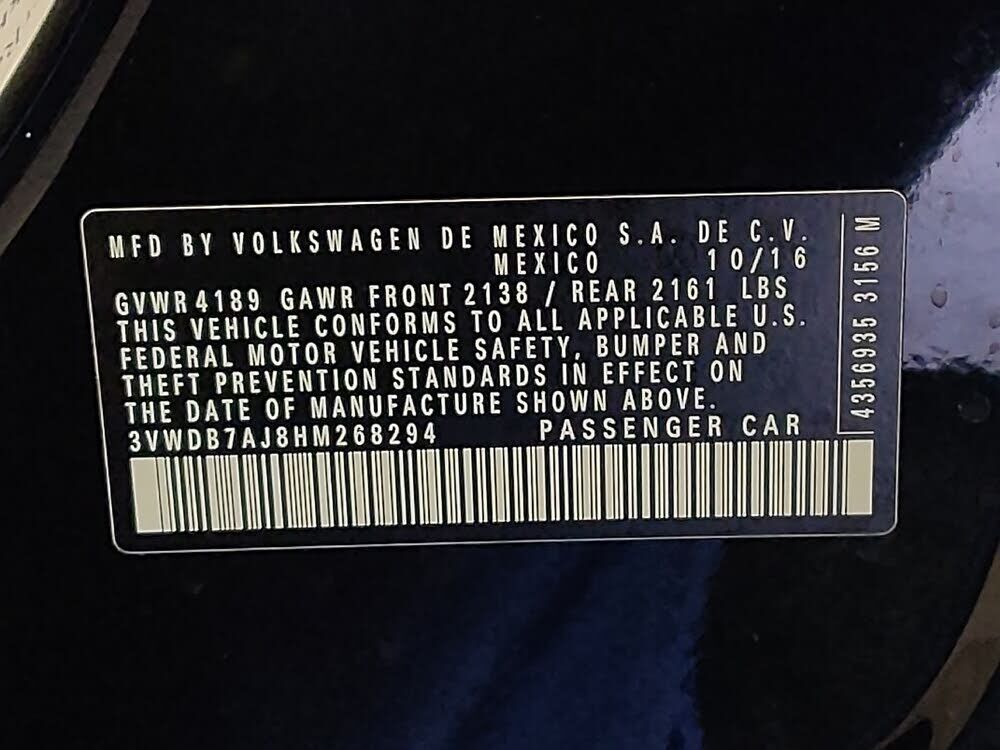 MFD BY VOLKSWAGEN DE MEXICO S.A. DE C.V.
MEXICO 10/16
GVWR 4189 GAWR FRONT 2138 / REAR 2161 LBS
THIS VEHICLE CONFORMS TO ALL APPLICABLE U.S.
FEDERAL MOTOR VEHICLE SAFETY, BUMPER AND
THEFT PREVENTION STANDARDS IN EFFECT ON
THE DATE OF MANUFACTURE SHOWN ABOVE.
3VWDB7AJ8HM268294 PASSENGER CAR
4356935 3156 M